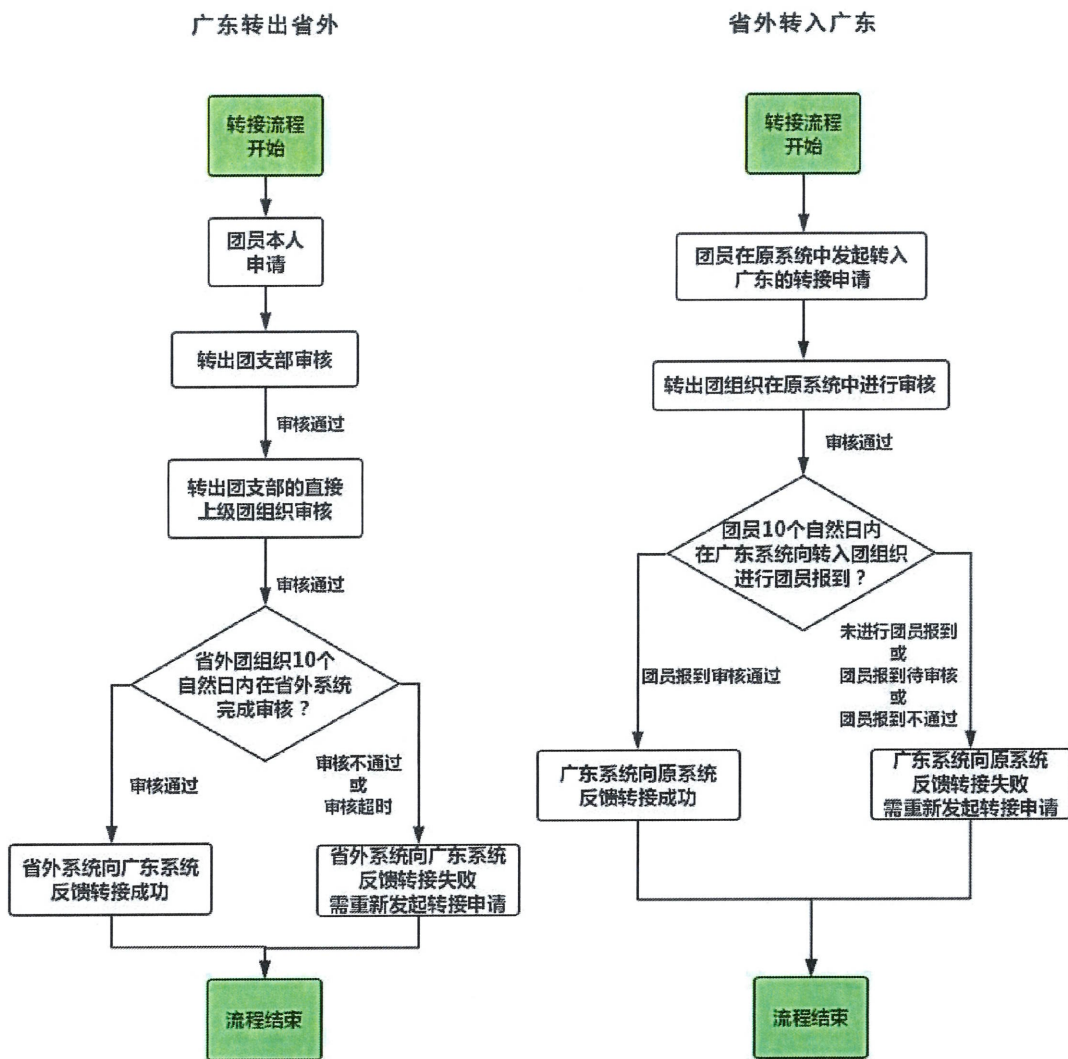 广东转出省外
转接流程
开始
团员本人
申请
转出团支部审核
审核通过
转出团支部的直接
上级团组织审核
审核通过
省外团组织10个
自然日内在省外系统
完成审核？
审核通过
审核不通过
或
审核超时
省外系统向广东系统
反馈转接成功
省外系统向广东系统
反馈转接失败
需重新发起转接申请
流程结束
省外转入广东
转接流程
开始
团员在原系统中发起转入
广东的转接申请
转出团组织在原系统中进行审核
审核通过
团员10个自然日内
在广东系统向转入团组织
进行团员报到？
团员报到审核通过
未进行团员报到
或
团员报到待审核
或
团员报到不通过
广东系统向原系统
反馈转接成功
广东系统向原系统
反馈转接失败
需重新发起转接申请
流程结束